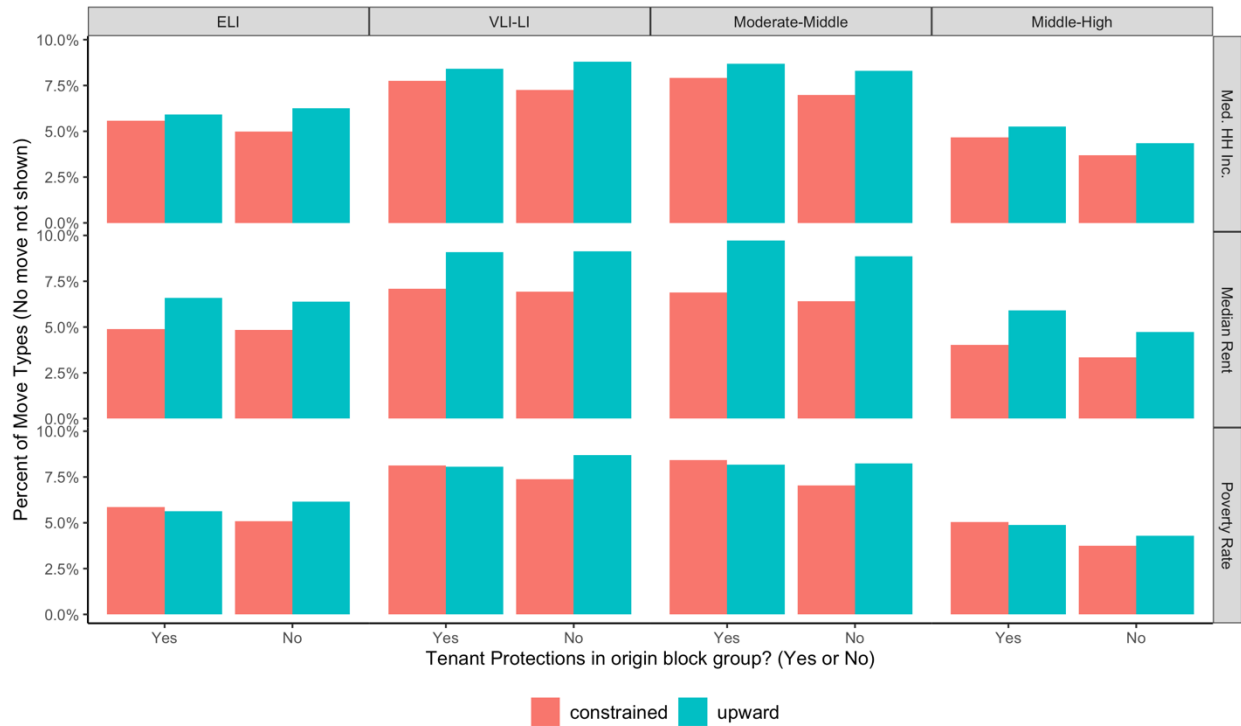 ELI VLI-LI Moderate-Middle Middle-High
10.0%
7.5%
5.0%
2.5%
0.0%
Med. HH Inc.
10.0%
7.5%
5.0%
2.5%
0.0%
Median Rent
10.0%
7.5%
5.0%
2.5%
0.0%
Poverty Rate
Percent of Move Types (No move not shown)
Yes No Yes No Yes No Yes No
Tenant Protections in origin block group? (Yes or No)
constrained upward